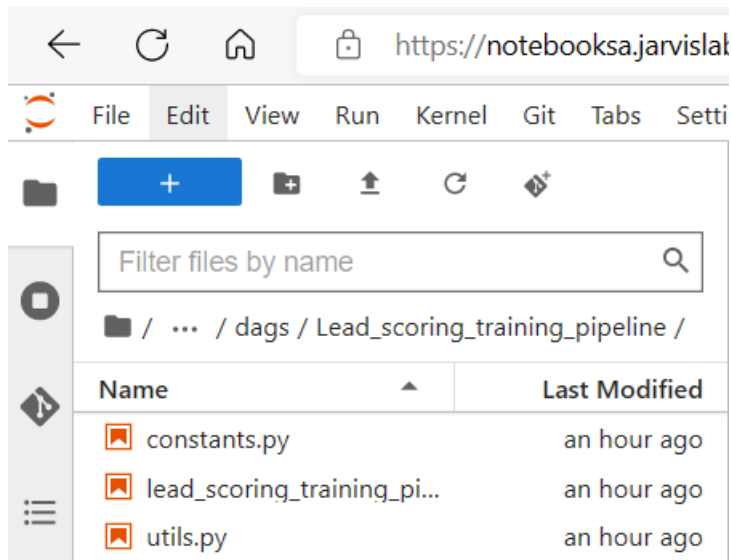 https://notebooksa.jarvislab
File Edit View Run Kernel Git Tabs Setti
Filter files by name
/ ··· / dags / Lead_scoring_training_pipeline /
Name Last Modified
constants.py an hour ago
lead_scoring_training_pi... an hour ago
utils.py an hour ago